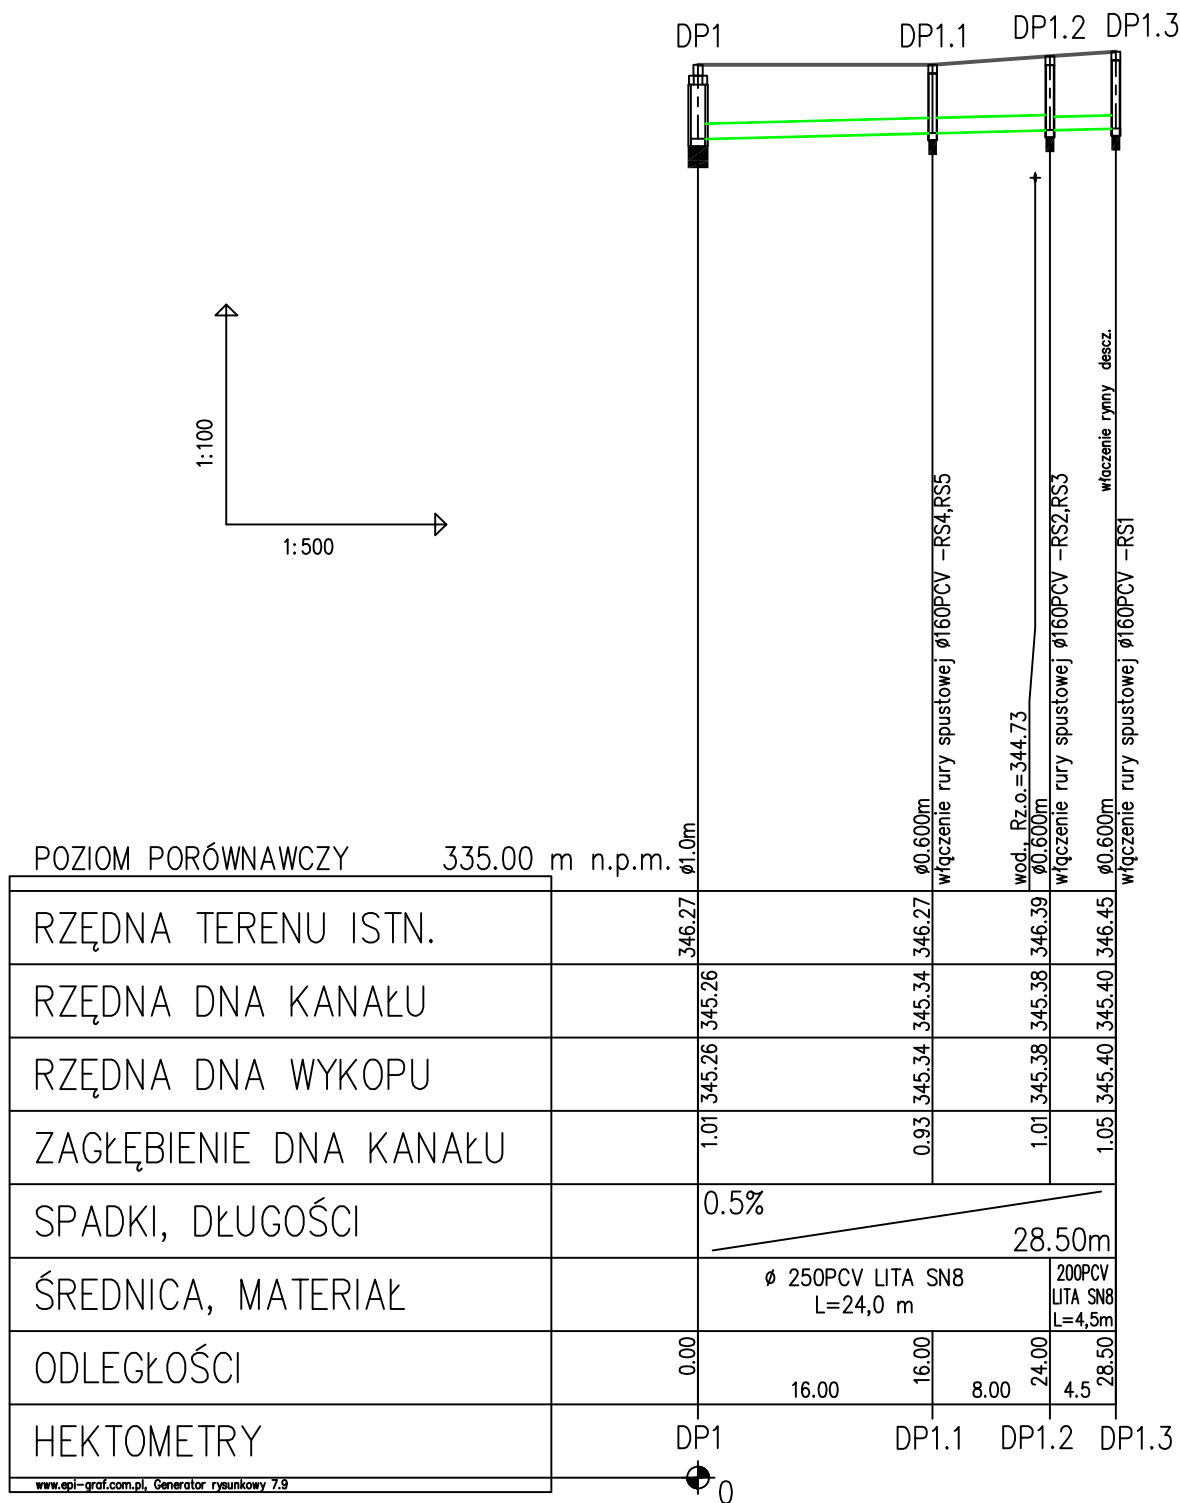 DP1 DP1.1 DP1.2 DP1.3
1:100
1:500
włączenie rury spustowej ø160PCV -RS4,RS5
włączenie rury spustowej ø160PCV -RS2,RS3
włączenie rury spustowej ø160PCV -RS1
właczenie rynny descz.
wod., Rz.o.=344.73
ø1.0m ø0.600m ø0.600m ø0.600m
POZIOM PORÓWNAWCZY 335.00 m n.p.m.
RZĘDNA TERENU ISTN. 346.27 346.27 346.39 346.45
RZĘDNA DNA KANAŁU 345.26 345.34 345.38 345.40
RZĘDNA DNA WYKOPU 345.26 345.34 345.38 345.40
ZAGŁĘBIENIE DNA KANAŁU 1.01 0.93 1.01 1.05
SPADKI, DŁUGOŚCI 0.5% 28.50m
ŚREDNICA, MATERIAŁ
ø 250PCV LITA SN8
L=24,0 m
200PCV
LITA SN8
L=4,5m
ODLEGŁOŚCI 0.00 16.00 24.00 28.50
16.00 8.00 4.5
HEKTOMETRY DP1 DP1.1 DP1.2 DP1.3
www.epi-graf.com.pl, Generator rysunkowy 7.9
0